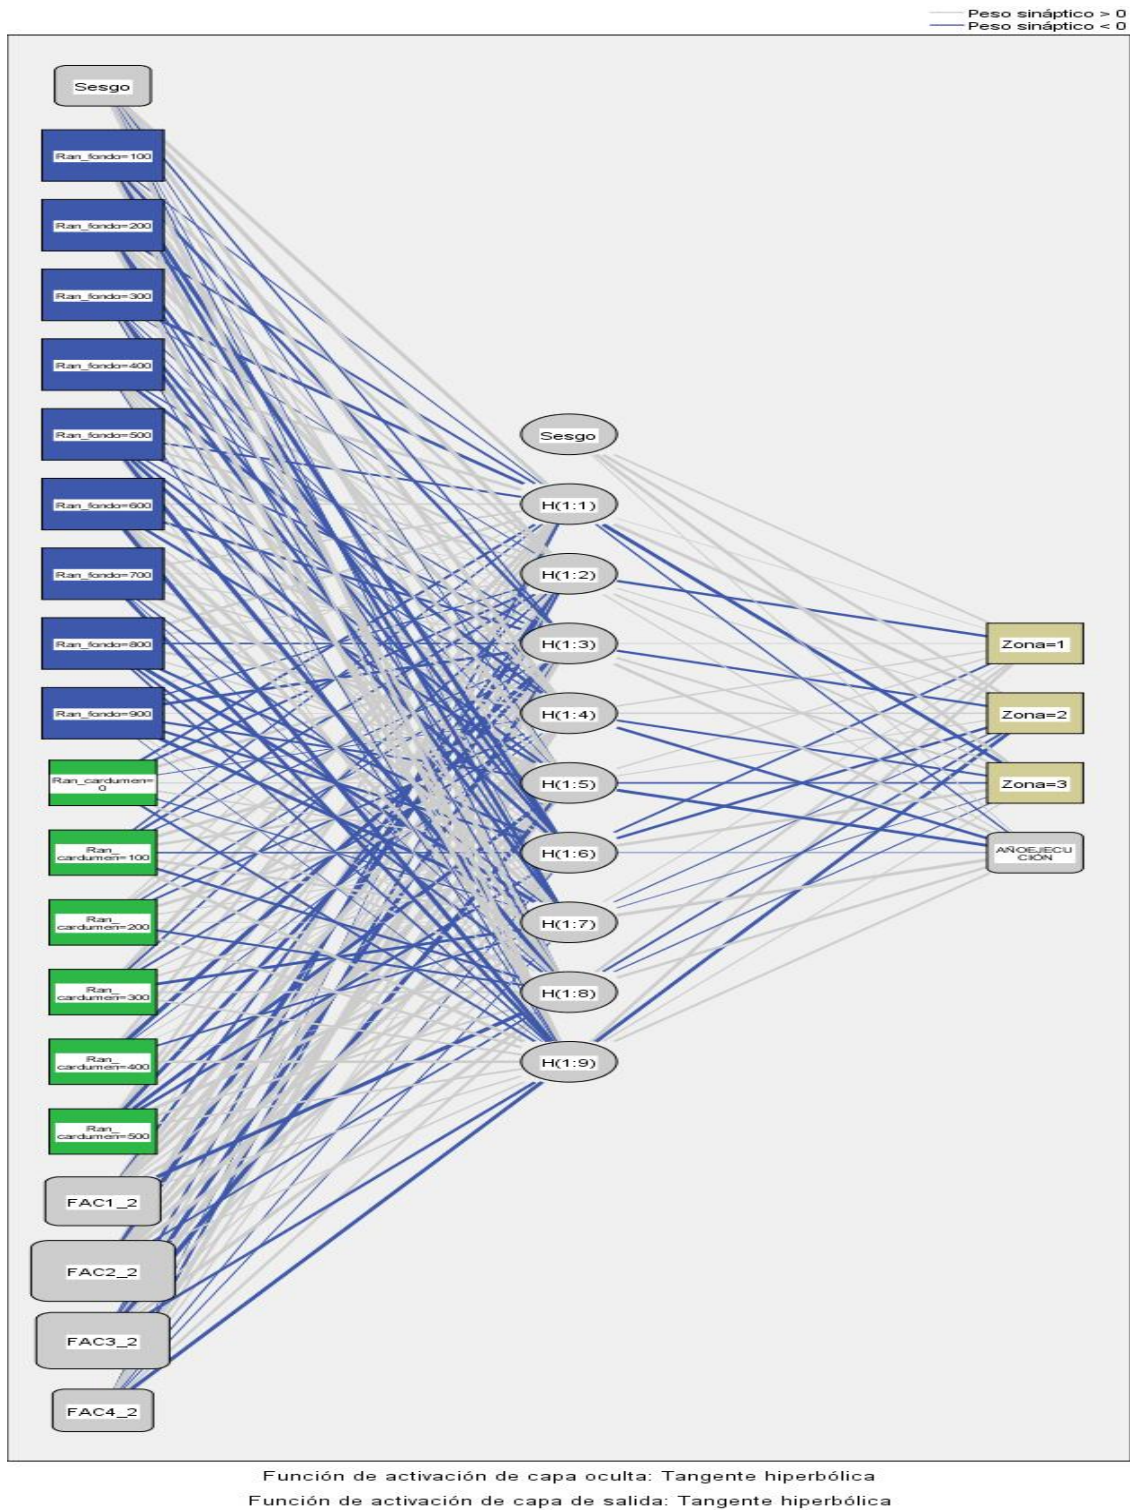 Peso sináptico > 0
Peso sináptico < 0
Sesgo
Ran_fondo=100
Ran_fondo=200
Ran_fondo=300
Ran_fondo=400
Ran_fondo=500
Ran_fondo=600
Ran_fondo=700
Ran_fondo=800
Ran_fondo=900
Ran_cardumen=
0
Ran_
cardumen=100
Ran_
cardumen=200
Ran_
cardumen=300
Ran_
cardumen=400
Ran_
cardumen=500
FAC1_2
FAC2_2
FAC3_2
FAC4_2
Sesgo
H(1:1)
H(1:2)
H(1:3)
H(1:4)
H(1:5)
H(1:6)
H(1:7)
H(1:8)
H(1:9)
Zona=1
Zona=2
Zona=3
AÑOEJECU
CIÓN
Función de activación de capa oculta: Tangente hiperbólica
Función de activación de capa de salida: Tangente hiperbólica